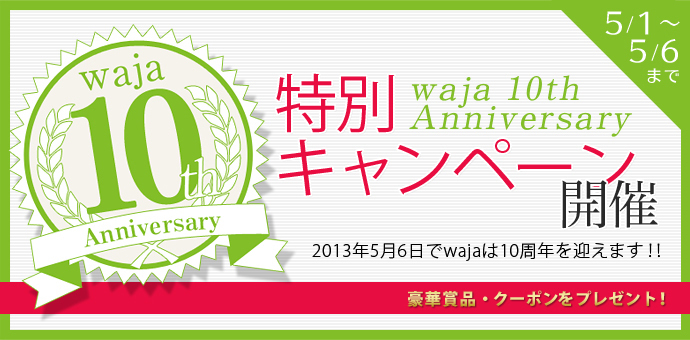 waja
10th
Anniversary
5/1～
5/6
まで
特別
waja 10th
Anniversary
キャンペーン
開催
2013年5月6日でwajaは10周年を迎えます!!
豪華賞品・クーポンをプレゼント!